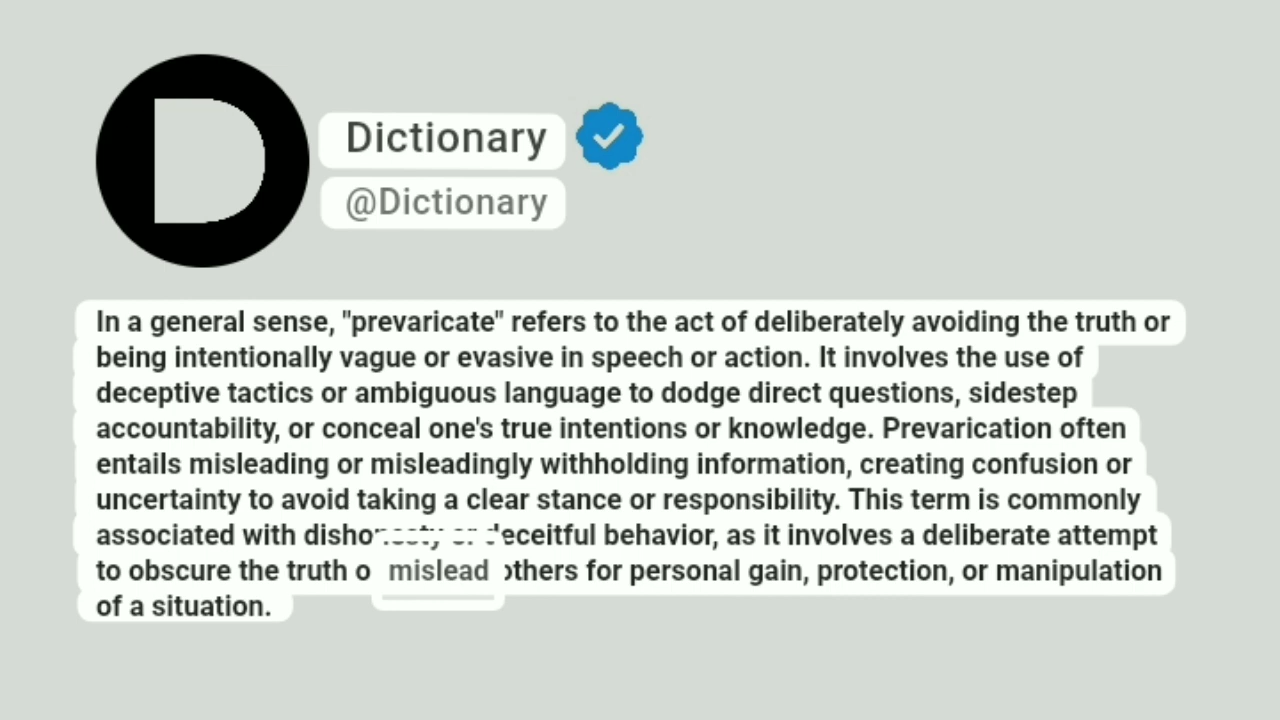 D
Dictionary
@Dictionary
In a general sense, "prevaricate" refers to the act of deliberately avoiding the truth or
being intentionally vague or evasive in speech or action. It involves the use of
deceptive tactics or ambiguous language to dodge direct questions, sidestep
accountability, or conceal one's true intentions or knowledge. Prevarication often
entails misleading or misleadingly withholding information, creating confusion or
uncertainty to avoid taking a clear stance or responsibility. This term is commonly
associated with dishonesty or deceitful behavior, as it involves a deliberate attempt
to obscure the truth o mislead others for personal gain, protection, or manipulation
of a situation.